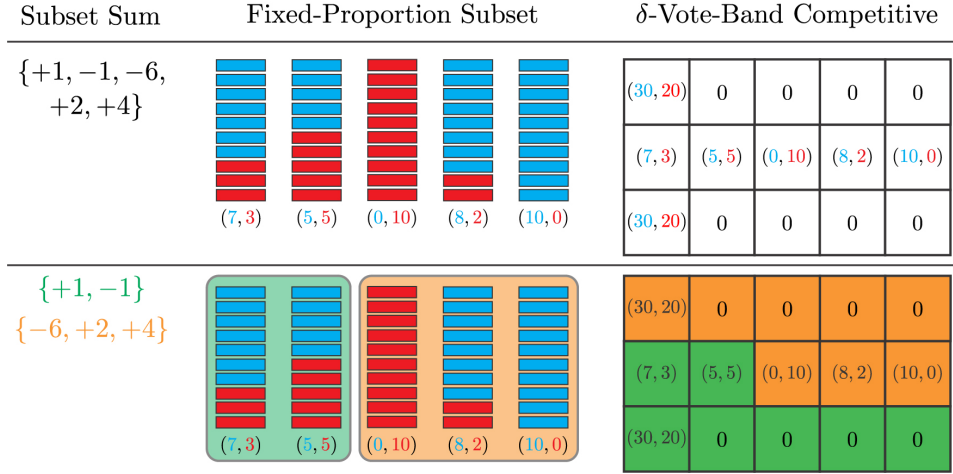 Subset Sum Fixed-Proportion Subset δ-Vote-Band Competitive
{+1, −1, −6,
+2, +4}
(7, 3) (5, 5) (0, 10) (8, 2) (10, 0)
(30, 20) 0 0 0 0
(7, 3) (5, 5) (0, 10) (8, 2) (10, 0)
(30, 20) 0 0 0 0
{+1, −1}
{−6, +2, +4}
(7, 3) (5, 5) (0, 10) (8, 2) (10, 0)
(30, 20) 0 0 0 0
(7, 3) (5, 5) (0, 10) (8, 2) (10, 0)
(30, 20) 0 0 0 0